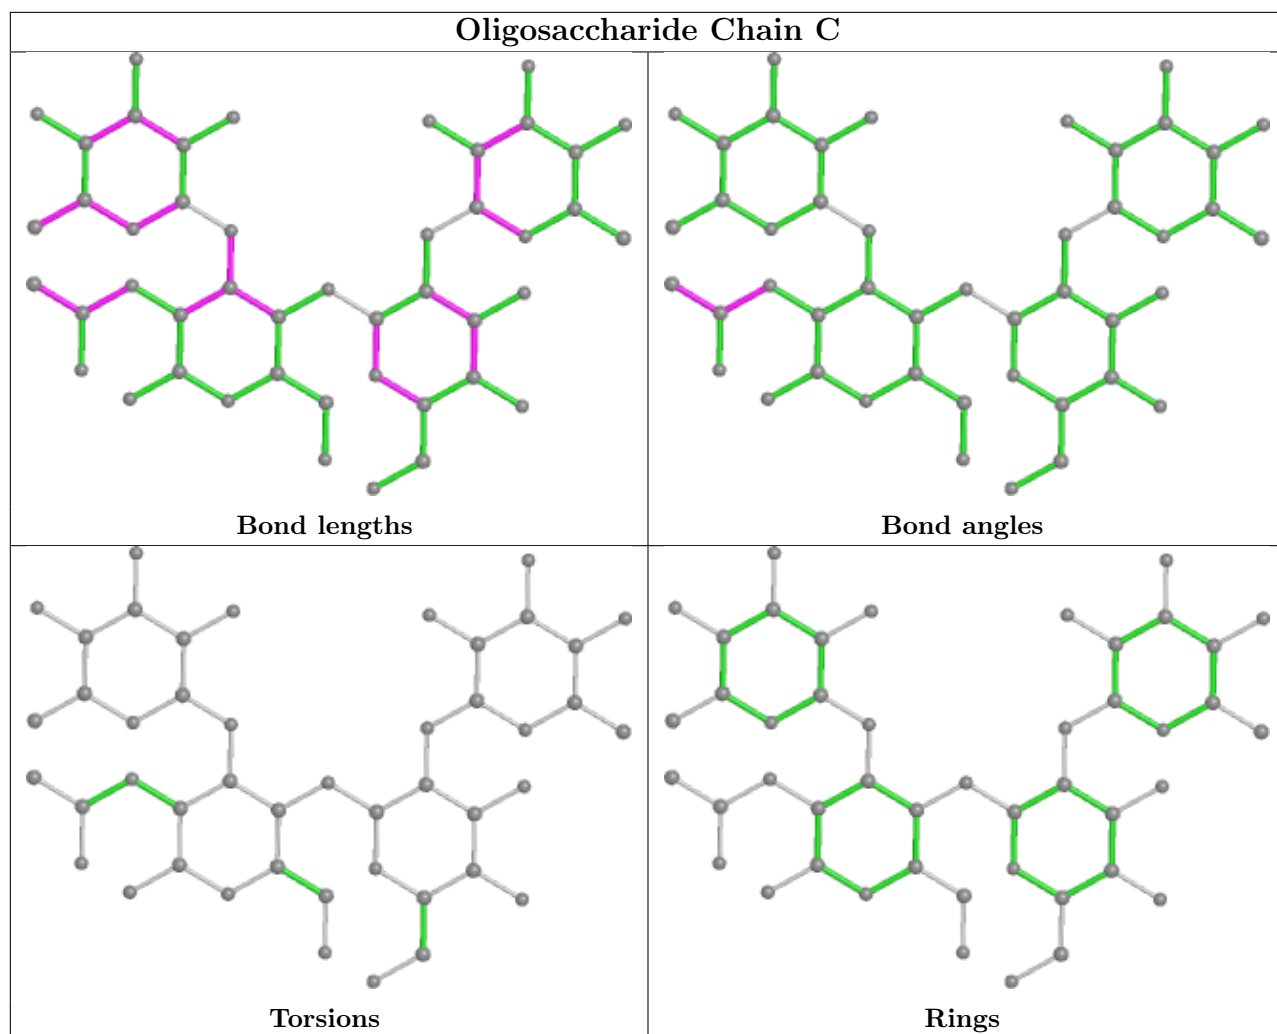 Oligosaccharide Chain C
Bond lengths
Bond angles
Torsions
Rings